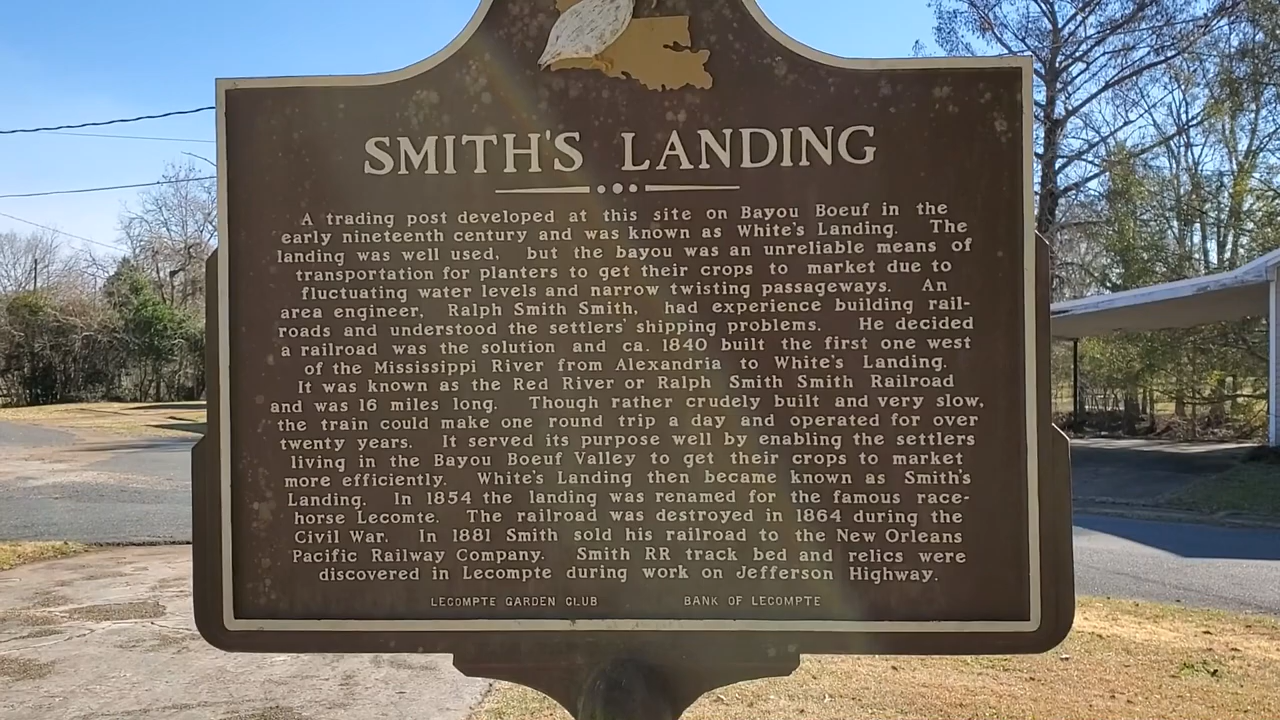 SMITH'S LANDING
A trading post developed at this site on Bayou Boeuf in the
early nineteenth century and was known as White's Landing. The
landing was well used, but the bayou was an unreliable means of
transportation for planters to get their crops to market due to
fluctuating water levels and narrow twisting passageways. An
area engineer, Ralph Smith Smith, had experience building rail-
roads and understood the settlers' shipping problems. He decided
a railroad was the solution and ca. 1840 built the first one west
of the Mississippi River from Alexandria to White's Landing.
It was known as the Red River or Ralph Smith Smith Railroad
and was 16 miles long. Though rather crudely built and very slow,
the train could make one round trip a day and operated for over
twenty years. It served its purpose well by enabling the settlers
living in the Bayou Boeuf Valley to get their crops to market
more efficiently. White's Landing then became known as Smith's
Landing. In 1854 the landing was renamed for the famous race-
horse Lecomte. The railroad was destroyed in 1864 during the
Civil War. In 1881 Smith sold his railroad to the New Orleans
Pacific Railway Company. Smith RR track bed and relics were
discovered in Lecompte during work on Jefferson Highway.
LECOMPTE GARDEN CLUB BANK OF LECOMPTE